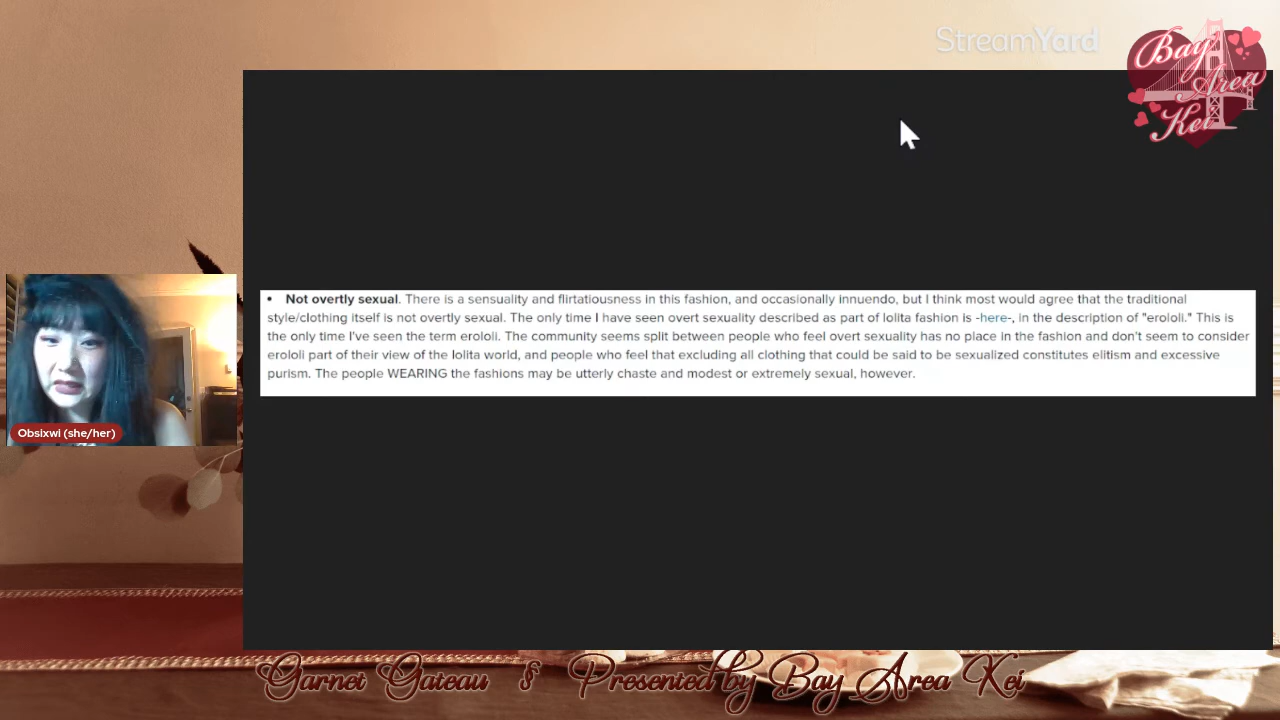 StreamYard
Bay
Area
Kei
• Not overtly sexual. There is a sensuality and flirtatiousness in this fashion, and occasionally innuendo, but I think most would agree that the traditional
style/clothing itself is not overtly sexual. The only time I have seen overt sexuality described as part of lolita fashion is -here-, in the description of "erololi." This is
the only time I've seen the term erololi. The community seems split between people who feel overt sexuality has no place in the fashion and don't seem to consider
erololi part of their view of the lolita world, and people who feel that excluding all clothing that could be said to be sexualized constitutes elitism and excessive
purism. The people WEARING the fashions may be utterly chaste and modest or extremely sexual, however.
Obsixwi (she/her)
Garnet Gateau § Presented by Bay Area Kei